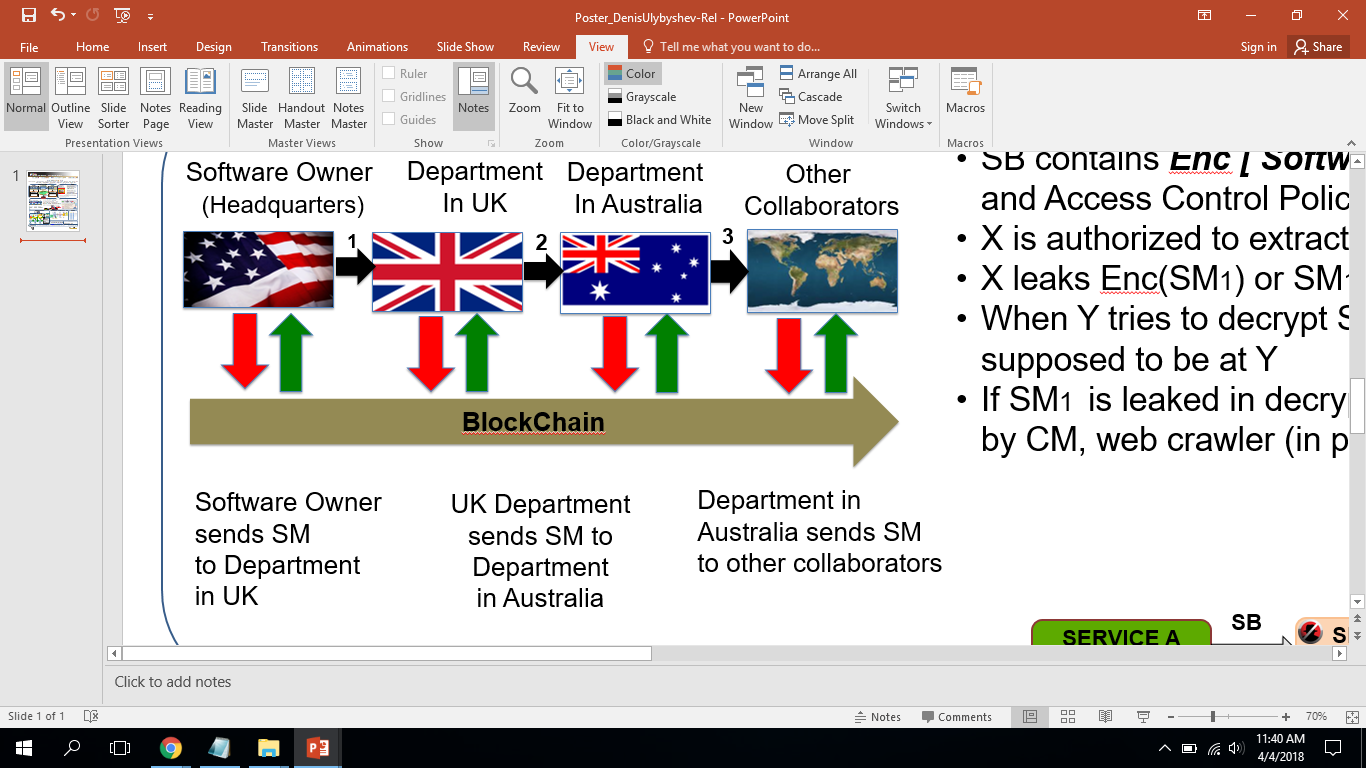 Poster_DenisUlybyshev-Rel - PowerPoint
File Home Insert Design Transitions Animations Slide Show Review View Tell me what you want to do... Sign in Share
Normal
Outline View
Slide Sorter
Notes Page
Reading View
Presentation Views
Slide Master
Handout Master
Notes Master
Master Views
Ruler
Gridlines
Guides
Show
Notes
Zoom
Fit to Window
Zoom
Color
Grayscale
Black and White
Color/Grayscale
New Window
Arrange All
Cascade
Move Split
Window
Switch Windows
Macros
Macros
1
Software Owner
(Headquarters)
Department
In UK
Department
In Australia
Other
Collaborators
1
2
3
BlockChain
Software Owner
sends SM
to Department
in UK
UK Department
sends SM to
Department
in Australia
Department in
Australia sends SM
to other collaborators
• SB contains Enc [ Softw
and Access Control Polic
• X is authorized to extract
• X leaks Enc(SM1) or SM
• When Y tries to decrypt S
supposed to be at Y
• If SM1 is leaked in decry
by CM, web crawler (in p
SERVICE A
SB
S
Click to add notes
Slide 1 of 1
Notes Comments 70%
11:40 AM
4/4/2018